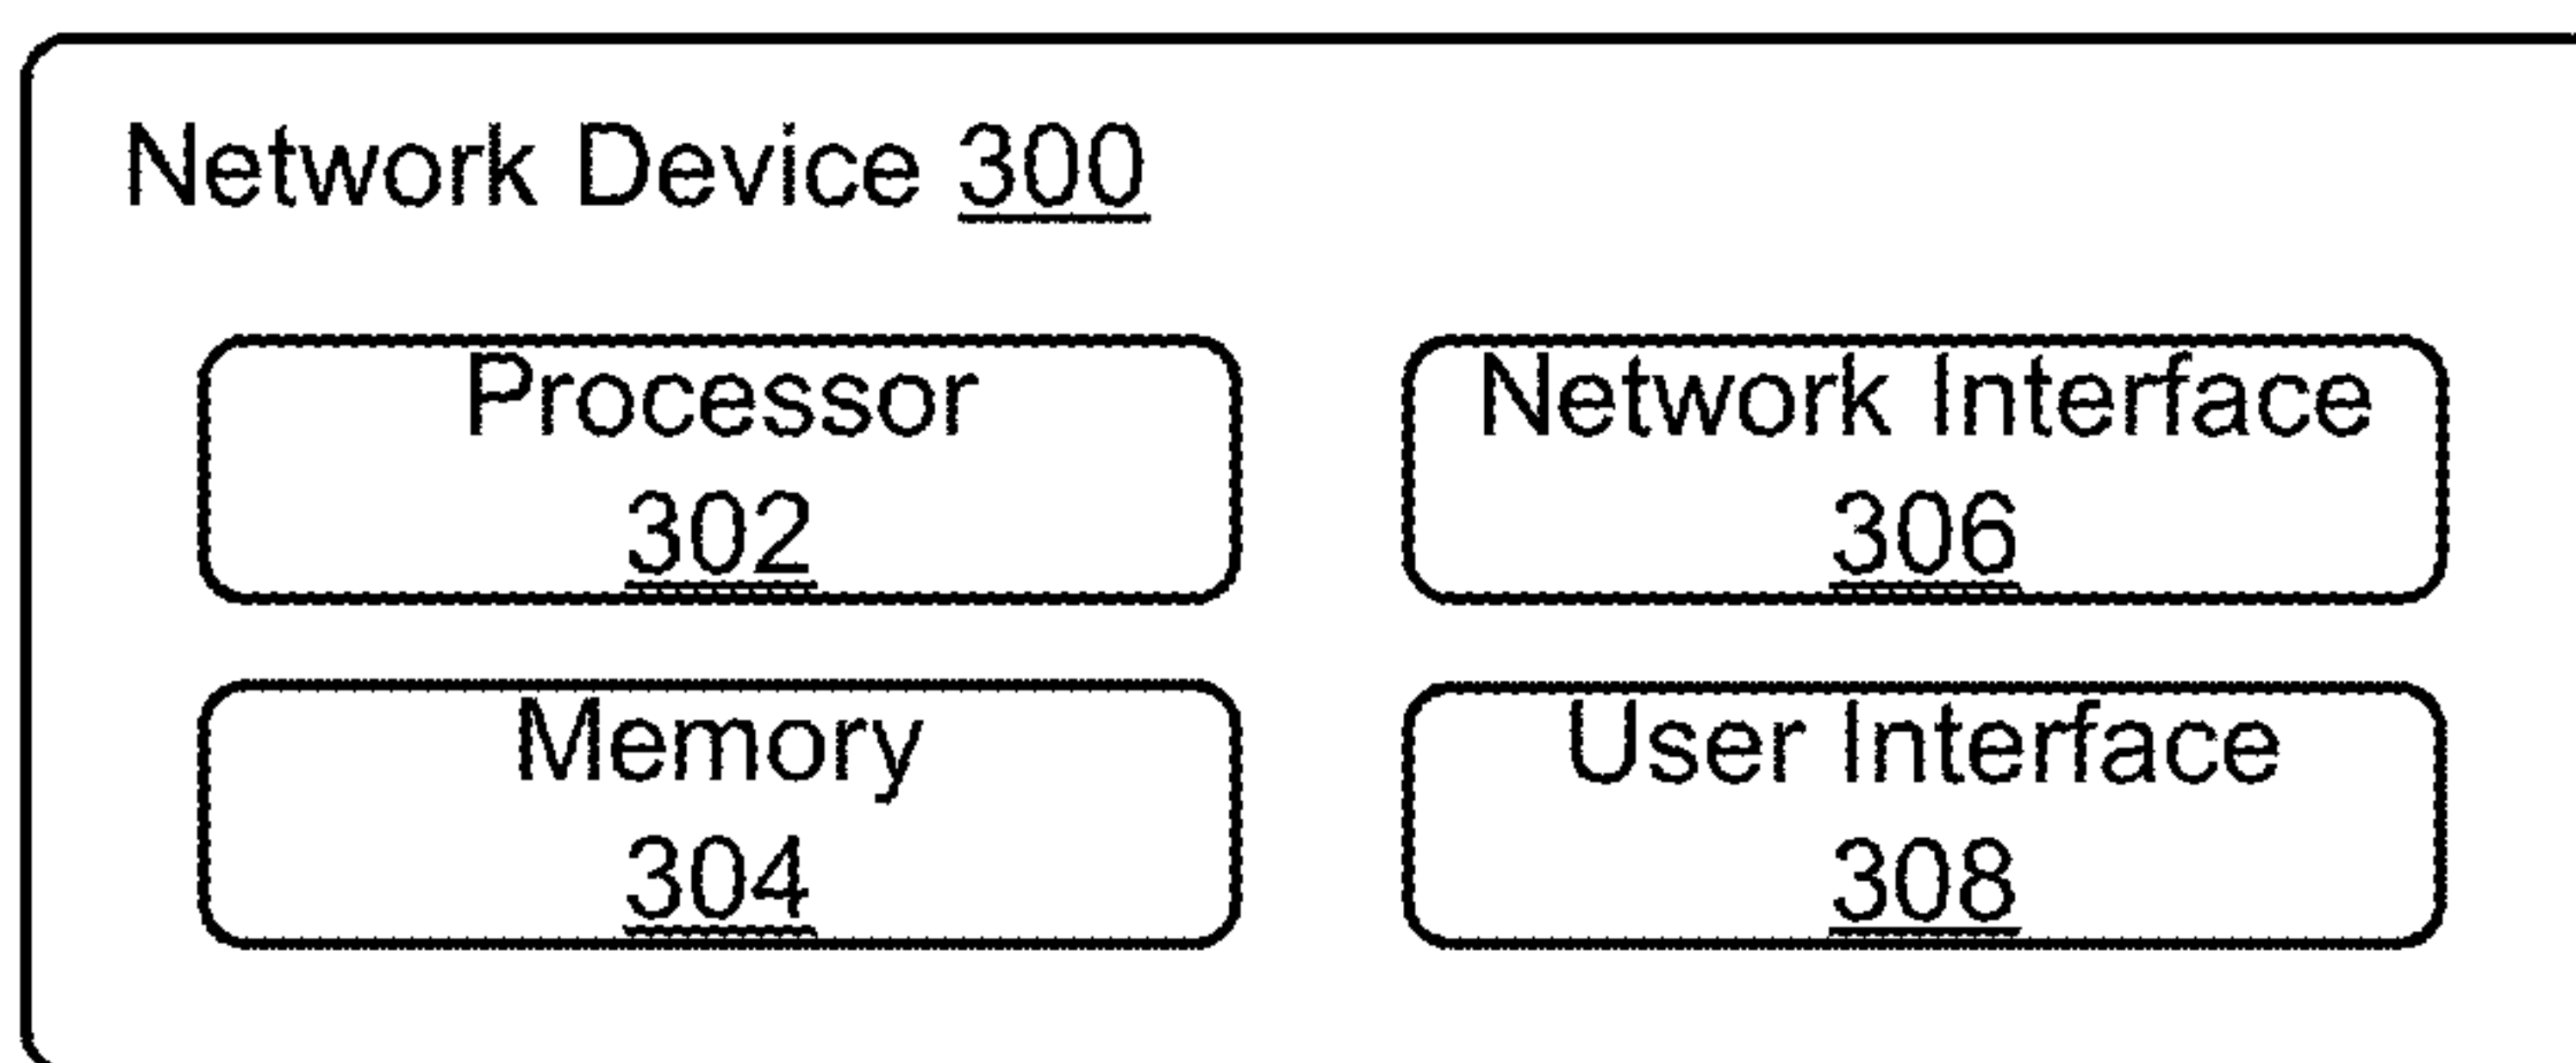 Network Device 300
Processor
302
Network Interface
306
Memory
304
User Interface
308